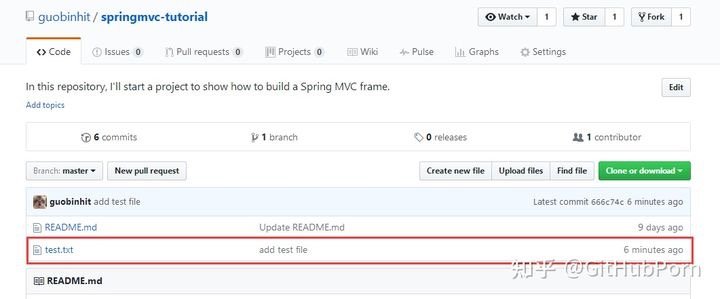 guobinhit / springmvc-tutorial
Watch 1 Star 1 Fork 1
Code Issues 0 Pull requests 0 Projects 0 Wiki Pulse Graphs Settings
In this repository, I'll start a project to show how to build a Spring MVC frame. Edit
Add topics
6 commits 1 branch 0 releases 1 contributor
Branch: master New pull request Create new file Upload files Find file Clone or download
guobinhit add test file Latest commit 666c74c 6 minutes ago
README.md Update README.md 9 days ago
test.txt add test file 6 minutes ago
README.md
知乎 @GitHubPorn